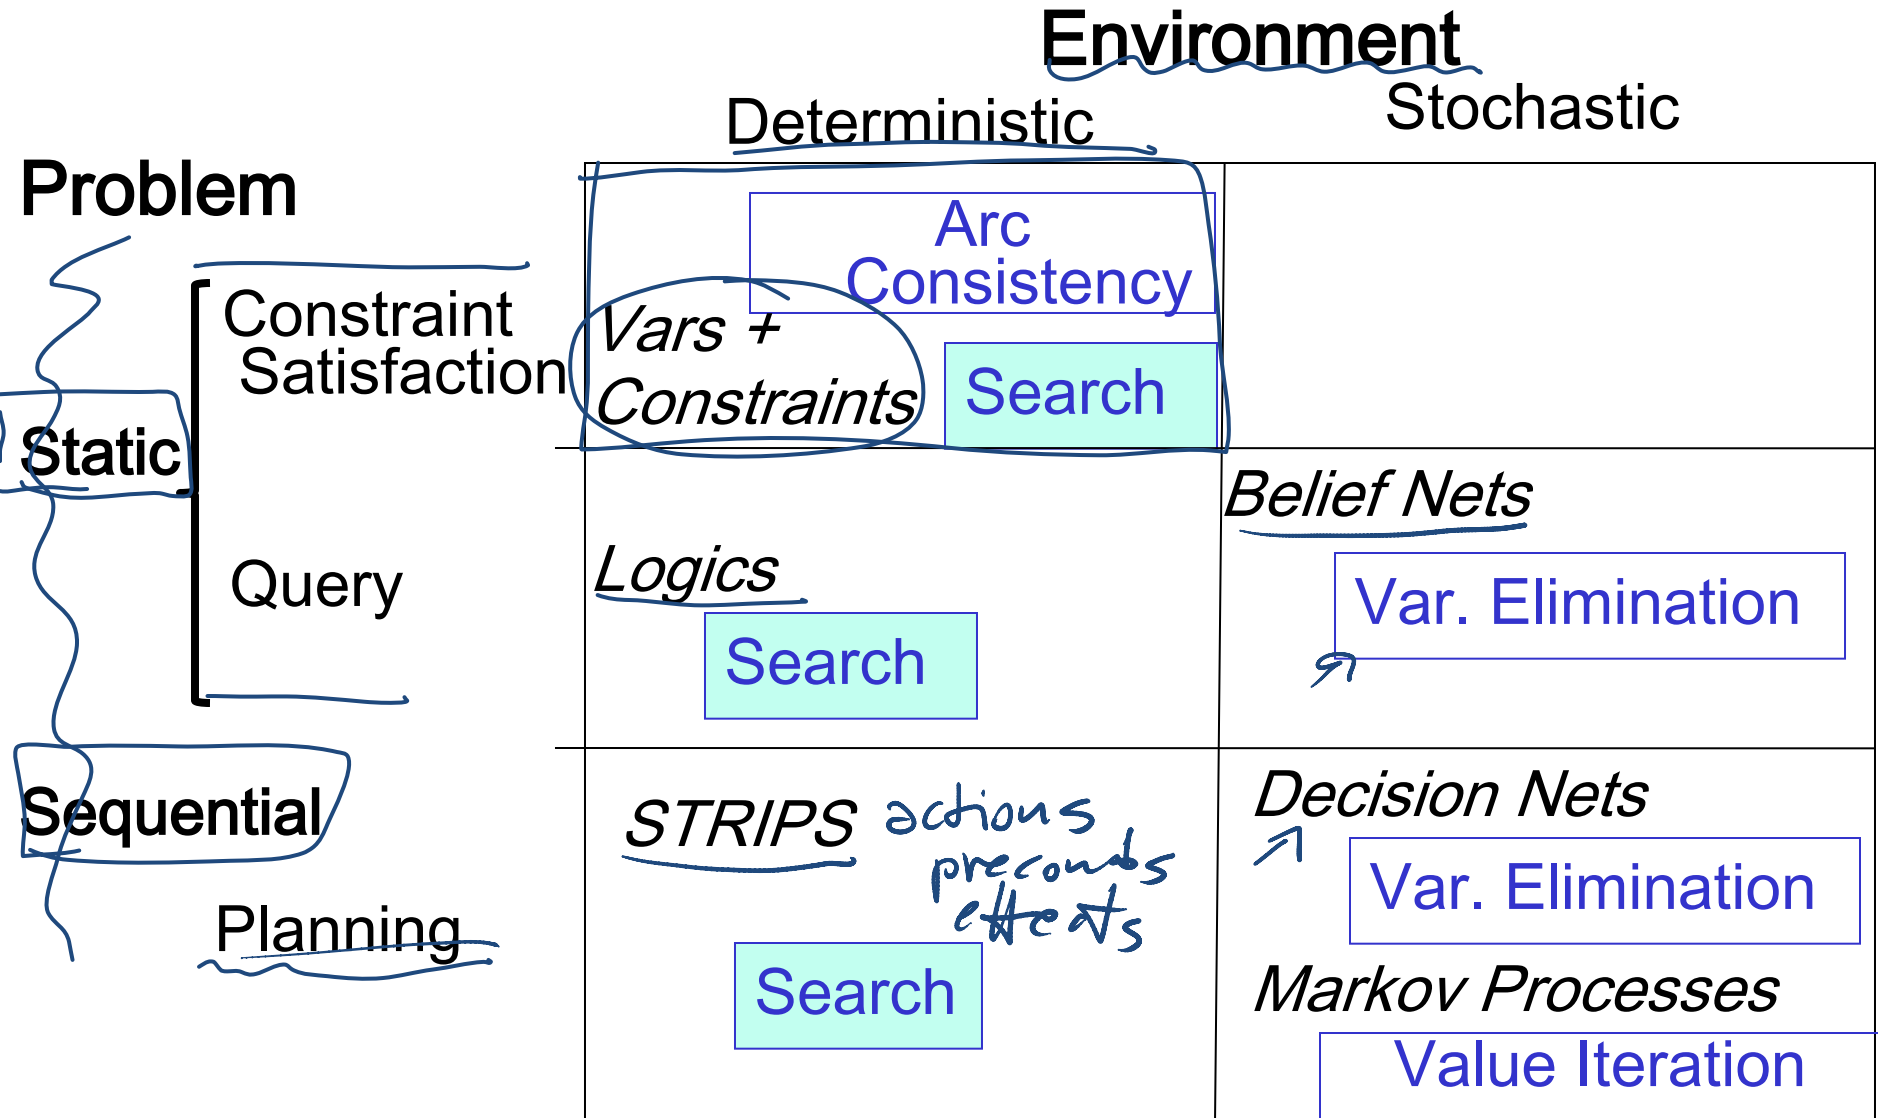 Environment
Deterministic
Stochastic
Problem
Arc
Consistency
Constraint
Satisfaction
Vars +
Constraints
Search
Static
Belief Nets
Query
Logics
Var. Elimination
Search
Sequential
STRIPS
actions
preconds
effects
Decision Nets
Var. Elimination
Planning
Search
Markov Processes
Value Iteration